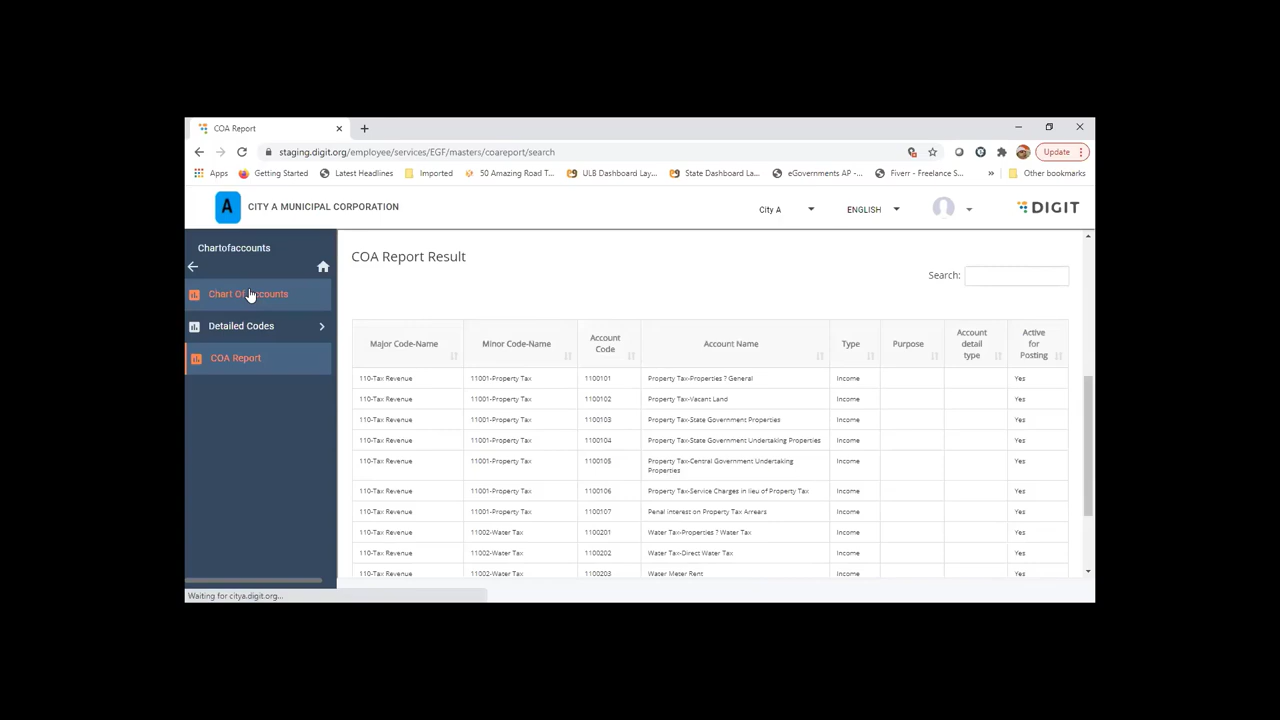 COA Report
staging.digit.org/employee/services/EGF/masters/coareport/search
Update
Apps
Getting Started
Latest Headlines
Imported
50 Amazing Road T...
ULB Dashboard Lay...
State Dashboard La...
eGovernments AP -...
Fiverr - Freelance S...
»
Other bookmarks
A
CITY A MUNICIPAL CORPORATION
City A
ENGLISH
DIGIT
Chartofaccounts
Chart Of Accounts
Detailed Codes
COA Report
COA Report Result
Search:
Major Code-Name
Minor Code-Name
Account Code
Account Name
Type
Purpose
Account detail type
Active for Posting
110-Tax Revenue 11001-Property Tax 1100101 Property Tax-Properties ? General Income Yes
110-Tax Revenue 11001-Property Tax 1100102 Property Tax-Vacant Land Income Yes
110-Tax Revenue 11001-Property Tax 1100103 Property Tax-State Government Properties Income Yes
110-Tax Revenue 11001-Property Tax 1100104 Property Tax-State Government Undertaking Properties Income Yes
110-Tax Revenue 11001-Property Tax 1100105 Property Tax-Central Government Undertaking Properties Income Yes
110-Tax Revenue 11001-Property Tax 1100106 Property Tax-Service Charges in lieu of Property Tax Income Yes
110-Tax Revenue 11001-Property Tax 1100107 Penal interest on Property Tax Arrears Income Yes
110-Tax Revenue 11002-Water Tax 1100201 Water Tax-Properties ? Water Tax Income Yes
110-Tax Revenue 11002-Water Tax 1100202 Water Tax-Direct Water Tax Income Yes
110-Tax Revenue 11002-Water Tax 1100203 Water Meter Rent Income Yes
Waiting for citya.digit.org...